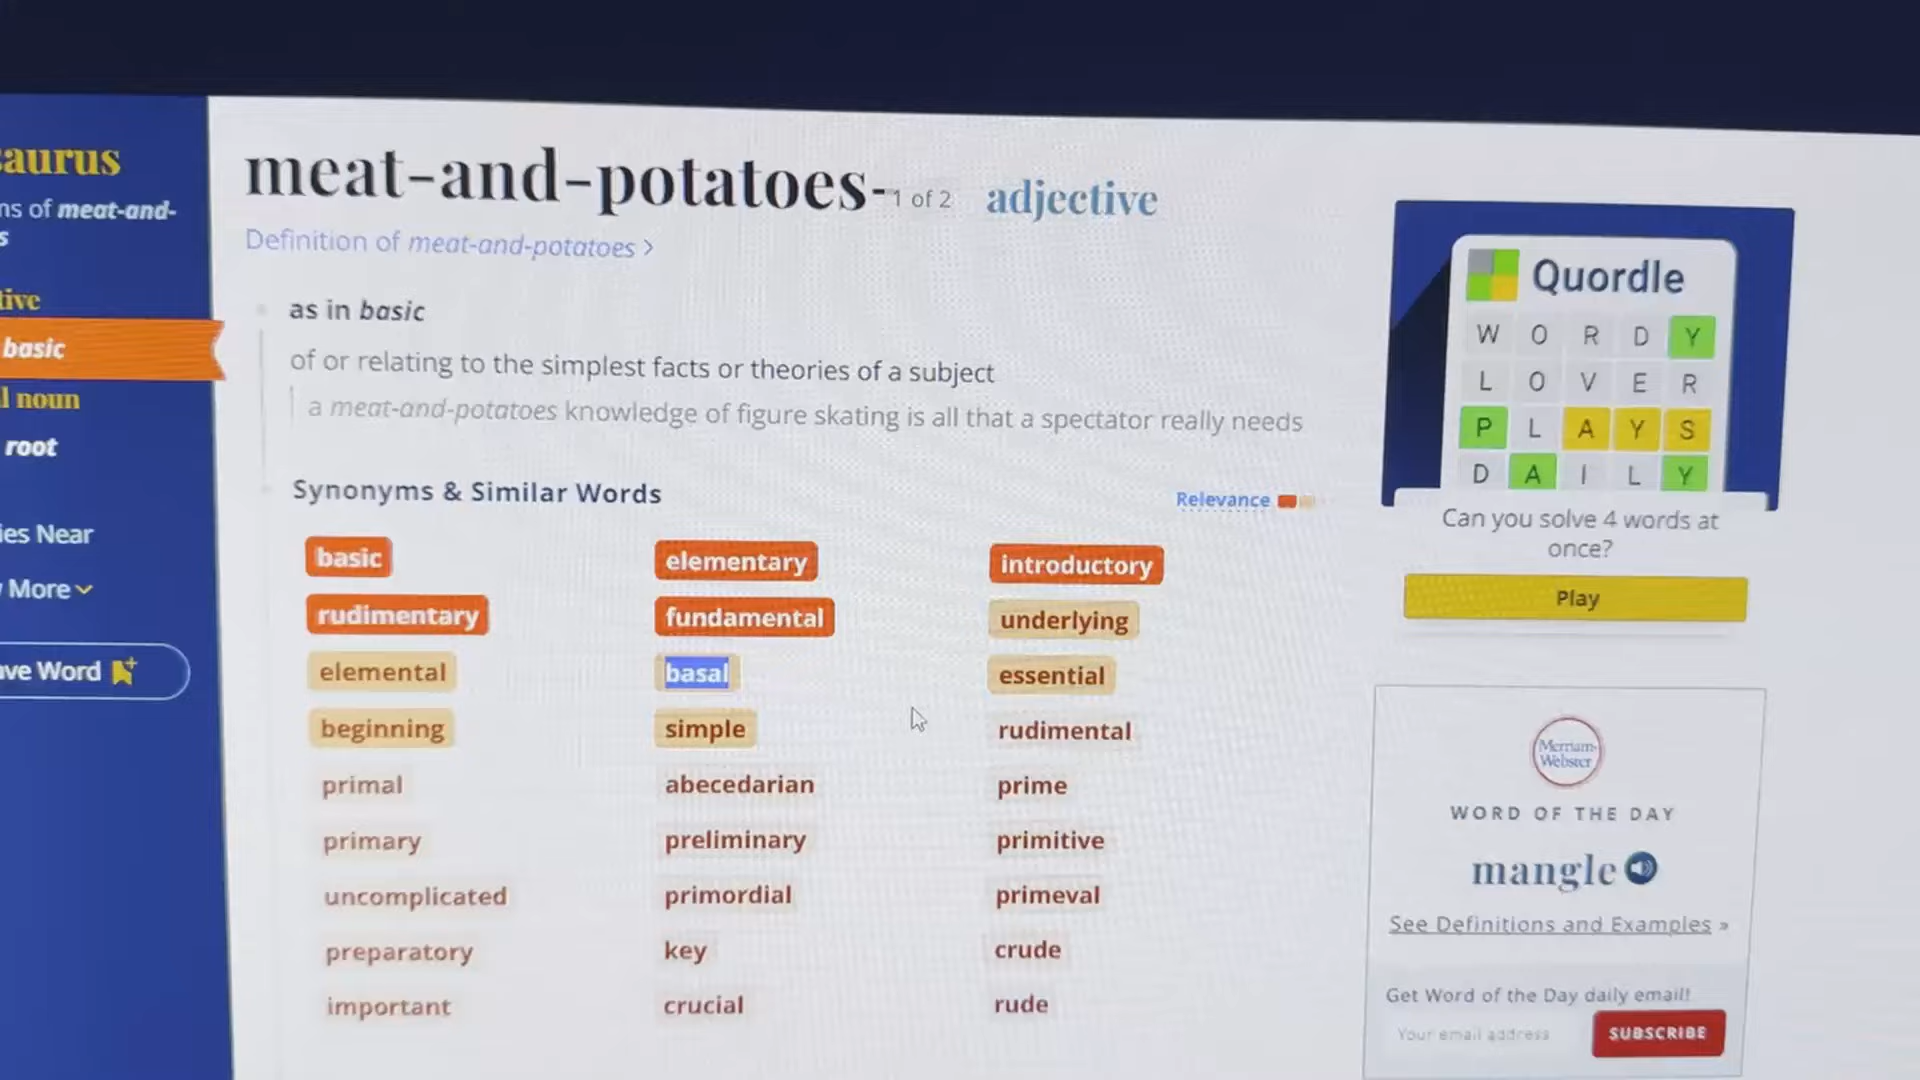 saurus
ns of meat-and-
s
tive
basic
l noun
root
ies Near
More
ve Word
meat-and-potatoes- 1 of 2 adjective
Definition of meat-and-potatoes >
as in basic
of or relating to the simplest facts or theories of a subject
a meat-and-potatoes knowledge of figure skating is all that a spectator really needs
Synonyms & Similar Words
Relevance
basic elementary introductory
rudimentary fundamental underlying
elemental basal essential
beginning simple rudimental
primal abecedarian prime
primary preliminary primitive
uncomplicated primordial primeval
preparatory key crude
important crucial rude
Quordle
W O R D Y
L O V E R
P L A Y S
D A I L Y
Can you solve 4 words at
once?
Play
Merriam-
Webster
WORD OF THE DAY
mangle
See Definitions and Examples »
Get Word of the Day daily email!
Your email address
SUBSCRIBE